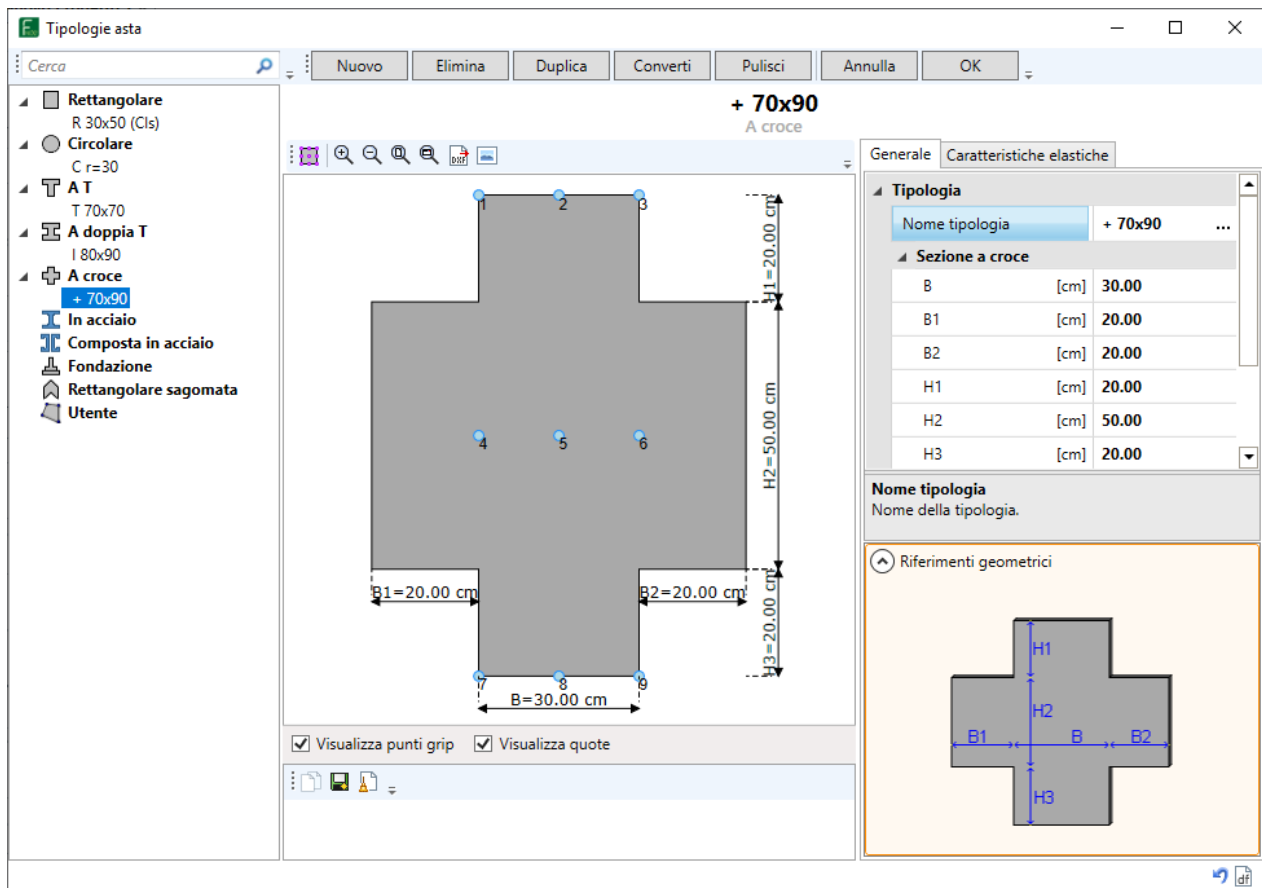 Tipologie asta
Cerca
Nuovo Elimina Duplica Converti Pulisci Annulla OK
Rettangolare
R 30x50 (Cls)
Circolare
C r=30
A T
T 70x70
A doppia T
I 80x90
A croce
+ 70x90
In acciaio
Composta in acciaio
Fondazione
Rettangolare sagomata
Utente
+ 70x90
A croce
DXF
1 2 3
4 5 6
7 8 9
H1=20.00 cm
H2=50.00 cm
H3=20.00 cm
B1=20.00 cm
B2=20.00 cm
B=30.00 cm
Visualizza punti grip Visualizza quote
Generale Caratteristiche elastiche
Tipologia
Nome tipologia + 70x90 ...
Sezione a croce
B [cm] 30.00
B1 [cm] 20.00
B2 [cm] 20.00
H1 [cm] 20.00
H2 [cm] 50.00
H3 [cm] 20.00
Nome tipologia
Nome della tipologia.
Riferimenti geometrici
H1
H2
B1 B B2
H3
df